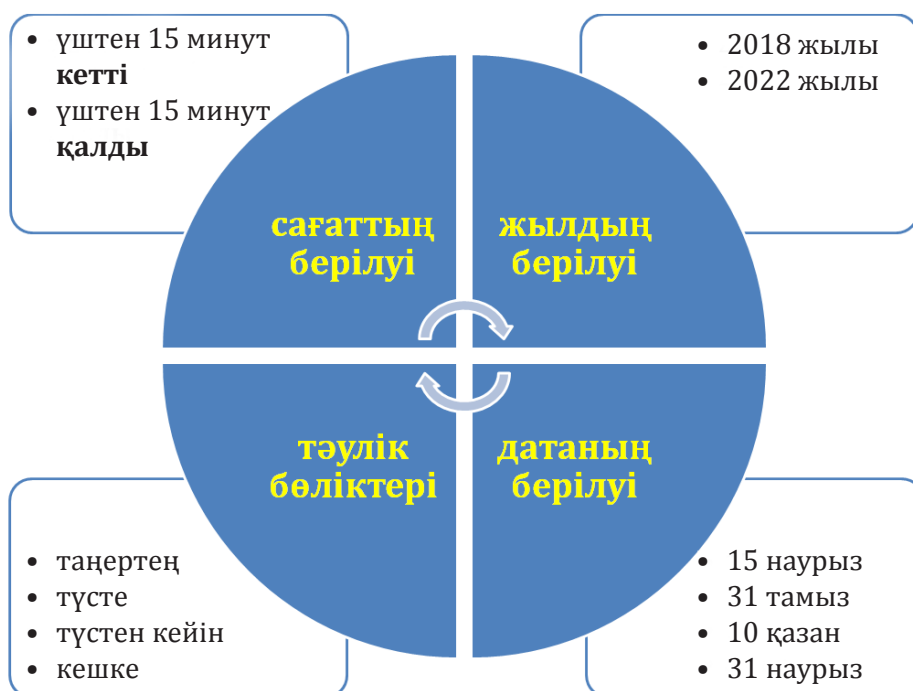 • үштен 15 минут
кетті
• үштен 15 минут
қалды
• 2018 жылы
• 2022 жылы
сағаттың
берілуі
жылдың
берілуі
тәулік
бөліктері
датаның
берілуі
• таңертең
• түсте
• түстен кейін
• кешке
• 15 наурыз
• 31 тамыз
• 10 қазан
• 31 наурыз